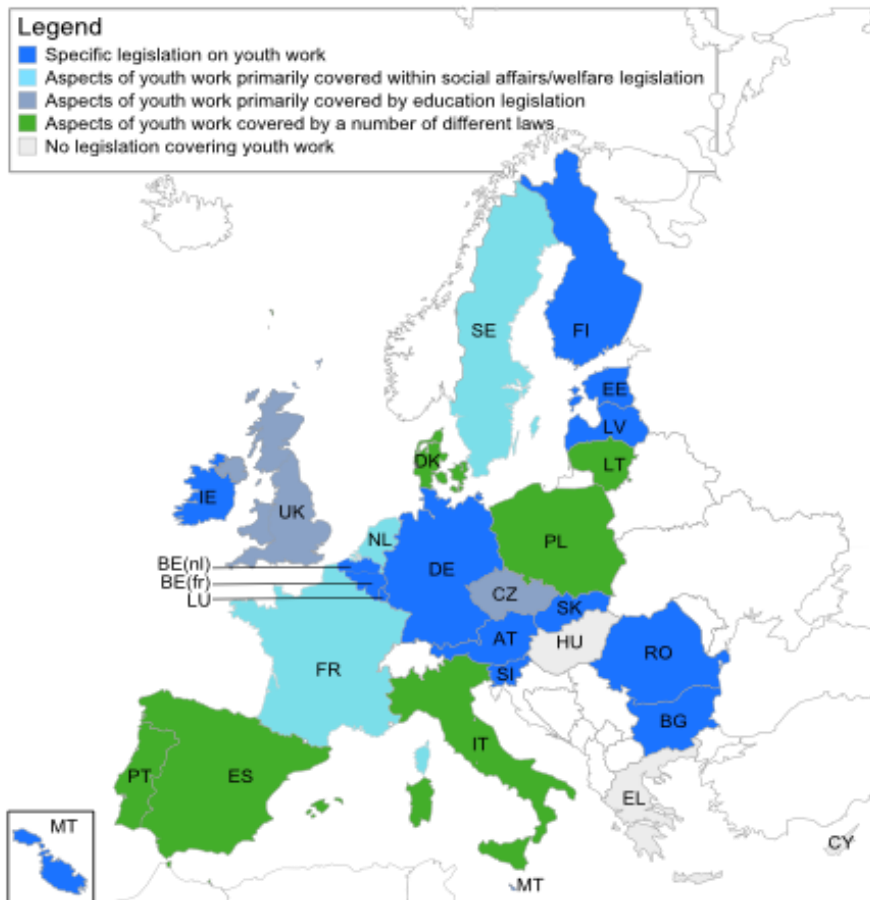 Legend
Specific legislation on youth work
Aspects of youth work primarily covered within social affairs/welfare legislation
Aspects of youth work primarily covered by education legislation
Aspects of youth work covered by a number of different laws
No legislation covering youth work
SE
FI
EE
LV
LT
DK
IE
UK
NL
BE(nl)
BE(fr)
LU
DE
PL
CZ
SK
AT
HU
SI
RO
FR
BG
IT
PT
ES
EL
MT
CY
MT